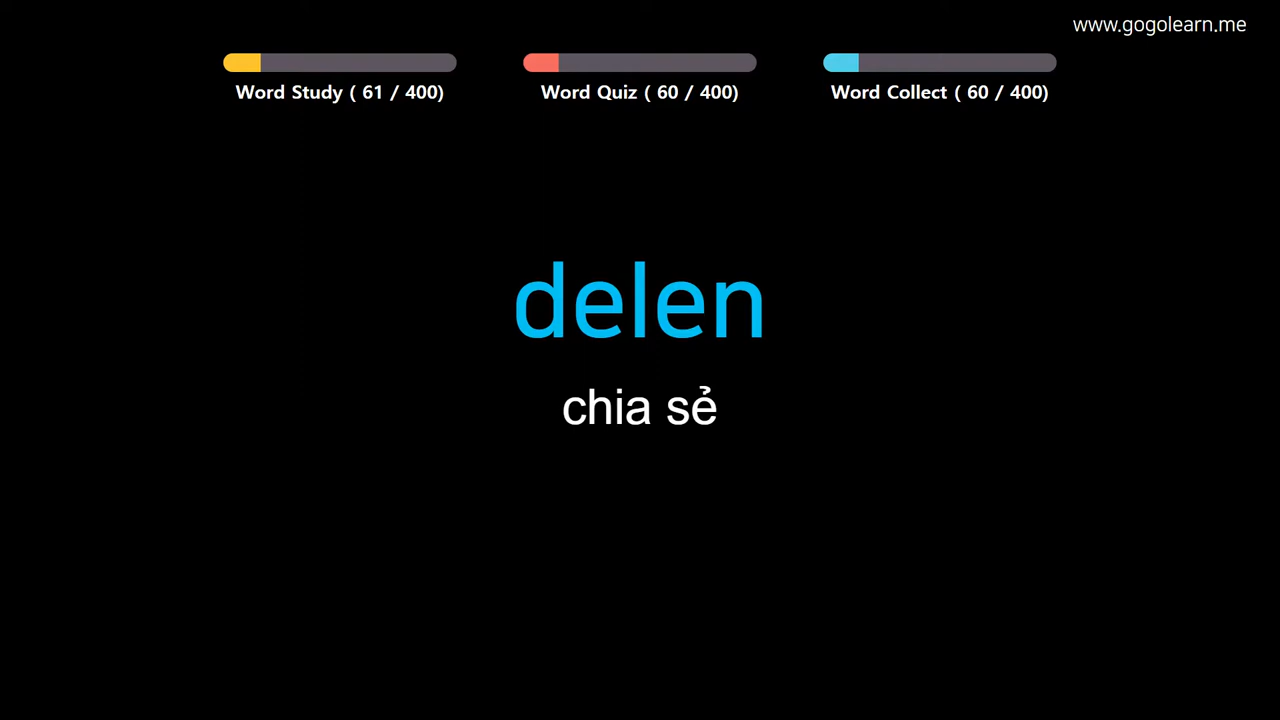 www.gogolearn.me
Word Study ( 61 / 400)
Word Quiz ( 60 / 400)
Word Collect ( 60 / 400)
delen
chia sẻ